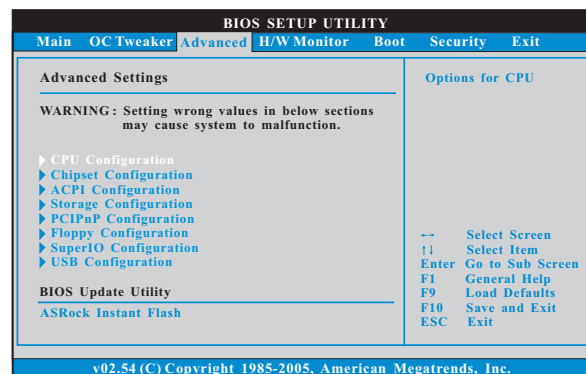 BIOS SETUP UTILITY
Main OC Tweaker Advanced H/W Monitor Boot Security Exit
Advanced Settings
WARNING : Setting wrong values in below sections
may cause system to malfunction.
CPU Configuration
Chipset Configuration
ACPI Configuration
Storage Configuration
PCIPnP Configuration
Floppy Configuration
SuperIO Configuration
USB Configuration
BIOS Update Utility
ASRock Instant Flash
Options for CPU
←→ Select Screen
↑↓ Select Item
Enter Go to Sub Screen
F1 General Help
F9 Load Defaults
F10 Save and Exit
ESC Exit
v02.54 (C) Copyright 1985-2005, American Megatrends, Inc.